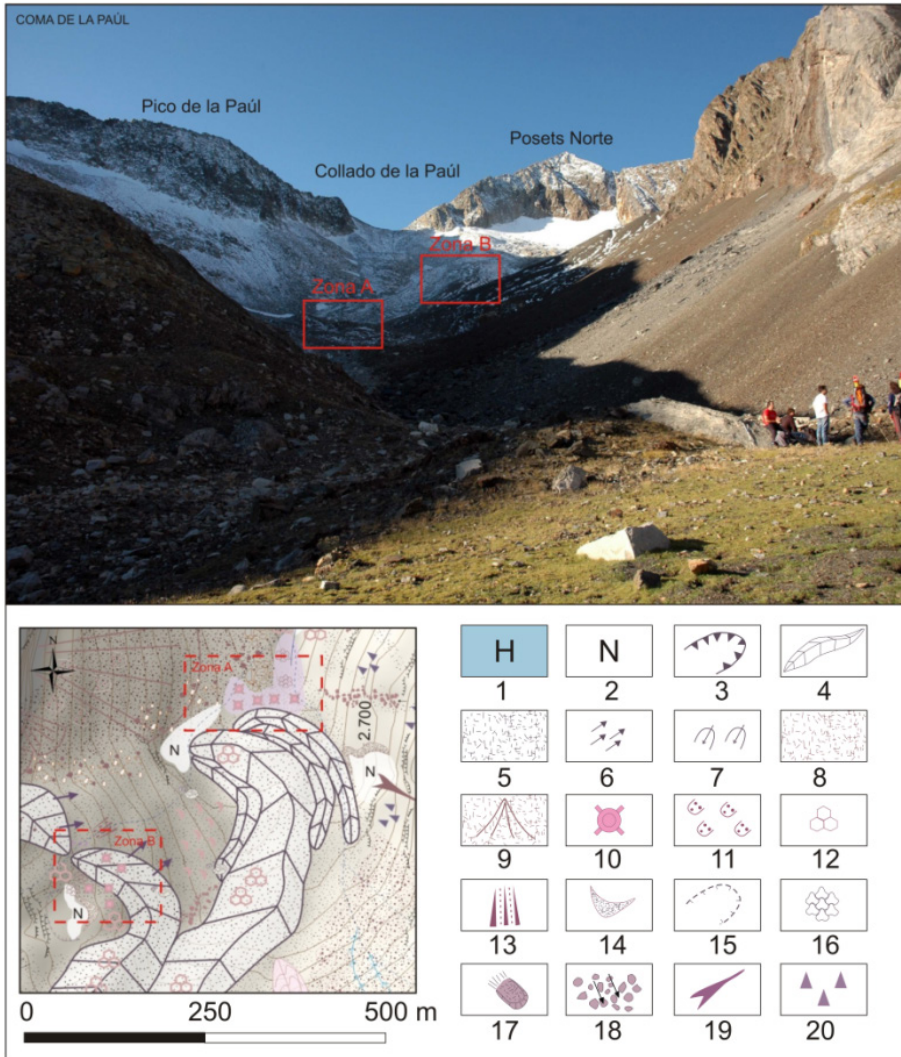 COMA DE LA PAÚL
Pico de la Paúl
Posets Norte
Collado de la Paúl
Zona B
Zona A
N
Zona A
2.700
N
N
Zona B
N
0 250 500 m
H N
1 2 3 4
5 6 7 8
9 10 11 12
13 14 15 16
17 18 19 20